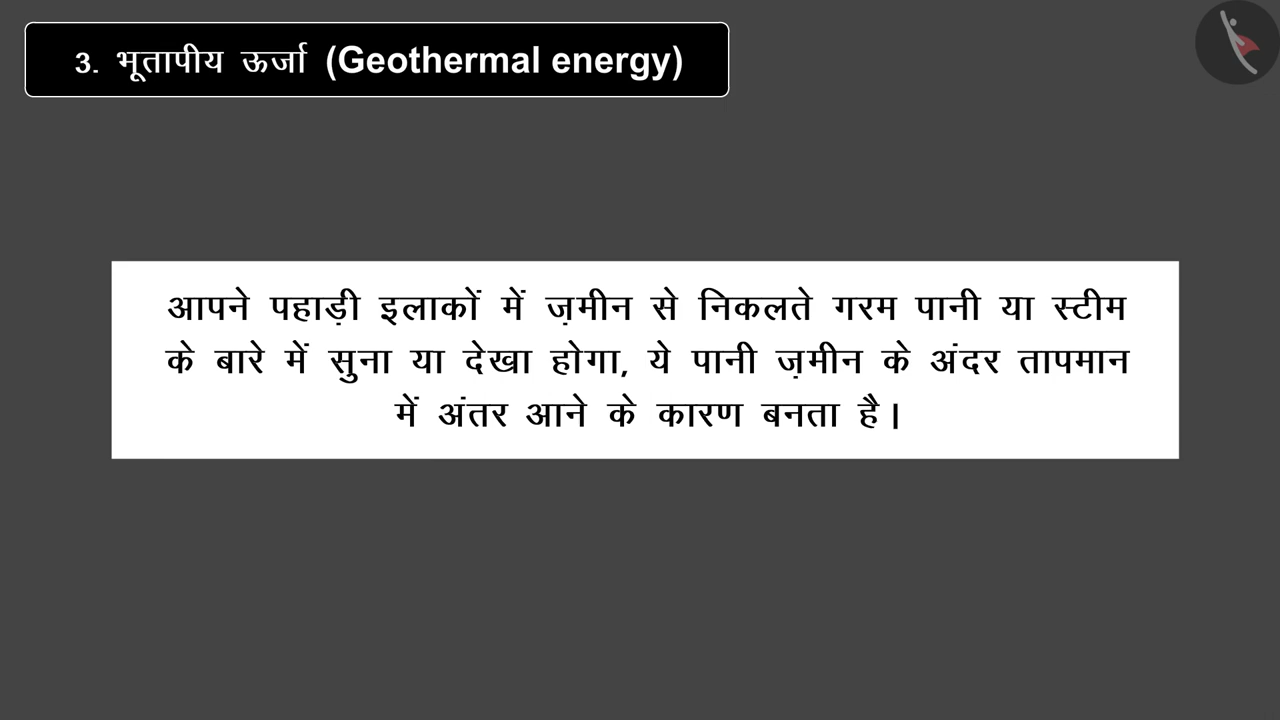 3. भूतापीय ऊर्जा (Geothermal energy)
आपने पहाड़ी इलाकों में ज़मीन से निकलते गरम पानी या स्टीम
के बारे में सुना या देखा होगा, ये पानी ज़मीन के अंदर तापमान
में अंतर आने के कारण बनता है।